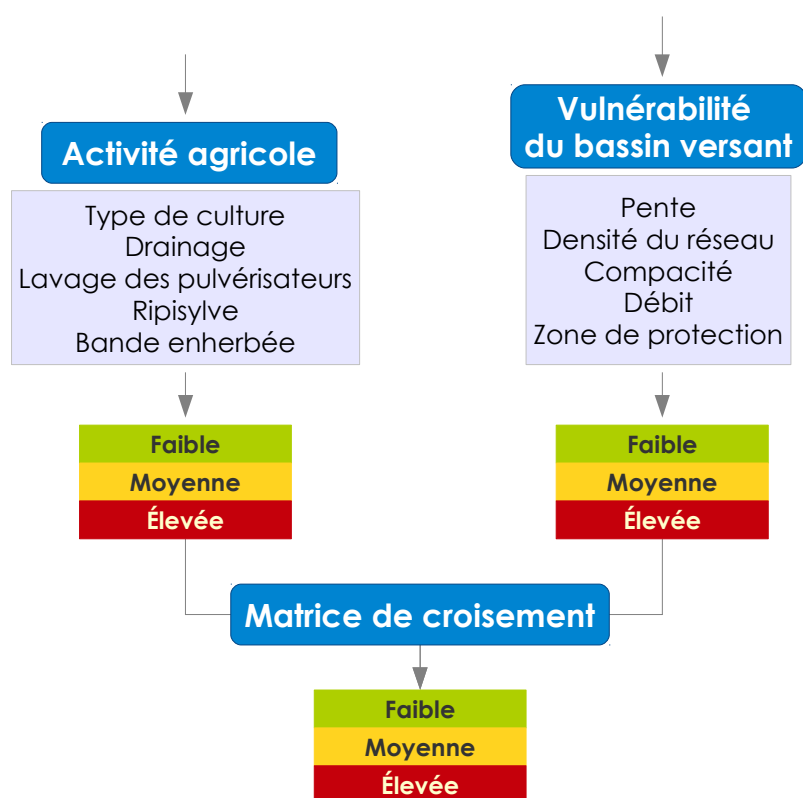 Activité agricole
Type de culture
Drainage
Lavage des pulvérisateurs
Ripisylve
Bande enherbée
Faible
Moyenne
Élevée
Vulnérabilité
du bassin versant
Pente
Densité du réseau
Compacité
Débit
Zone de protection
Faible
Moyenne
Élevée
Matrice de croisement
Faible
Moyenne
Élevée